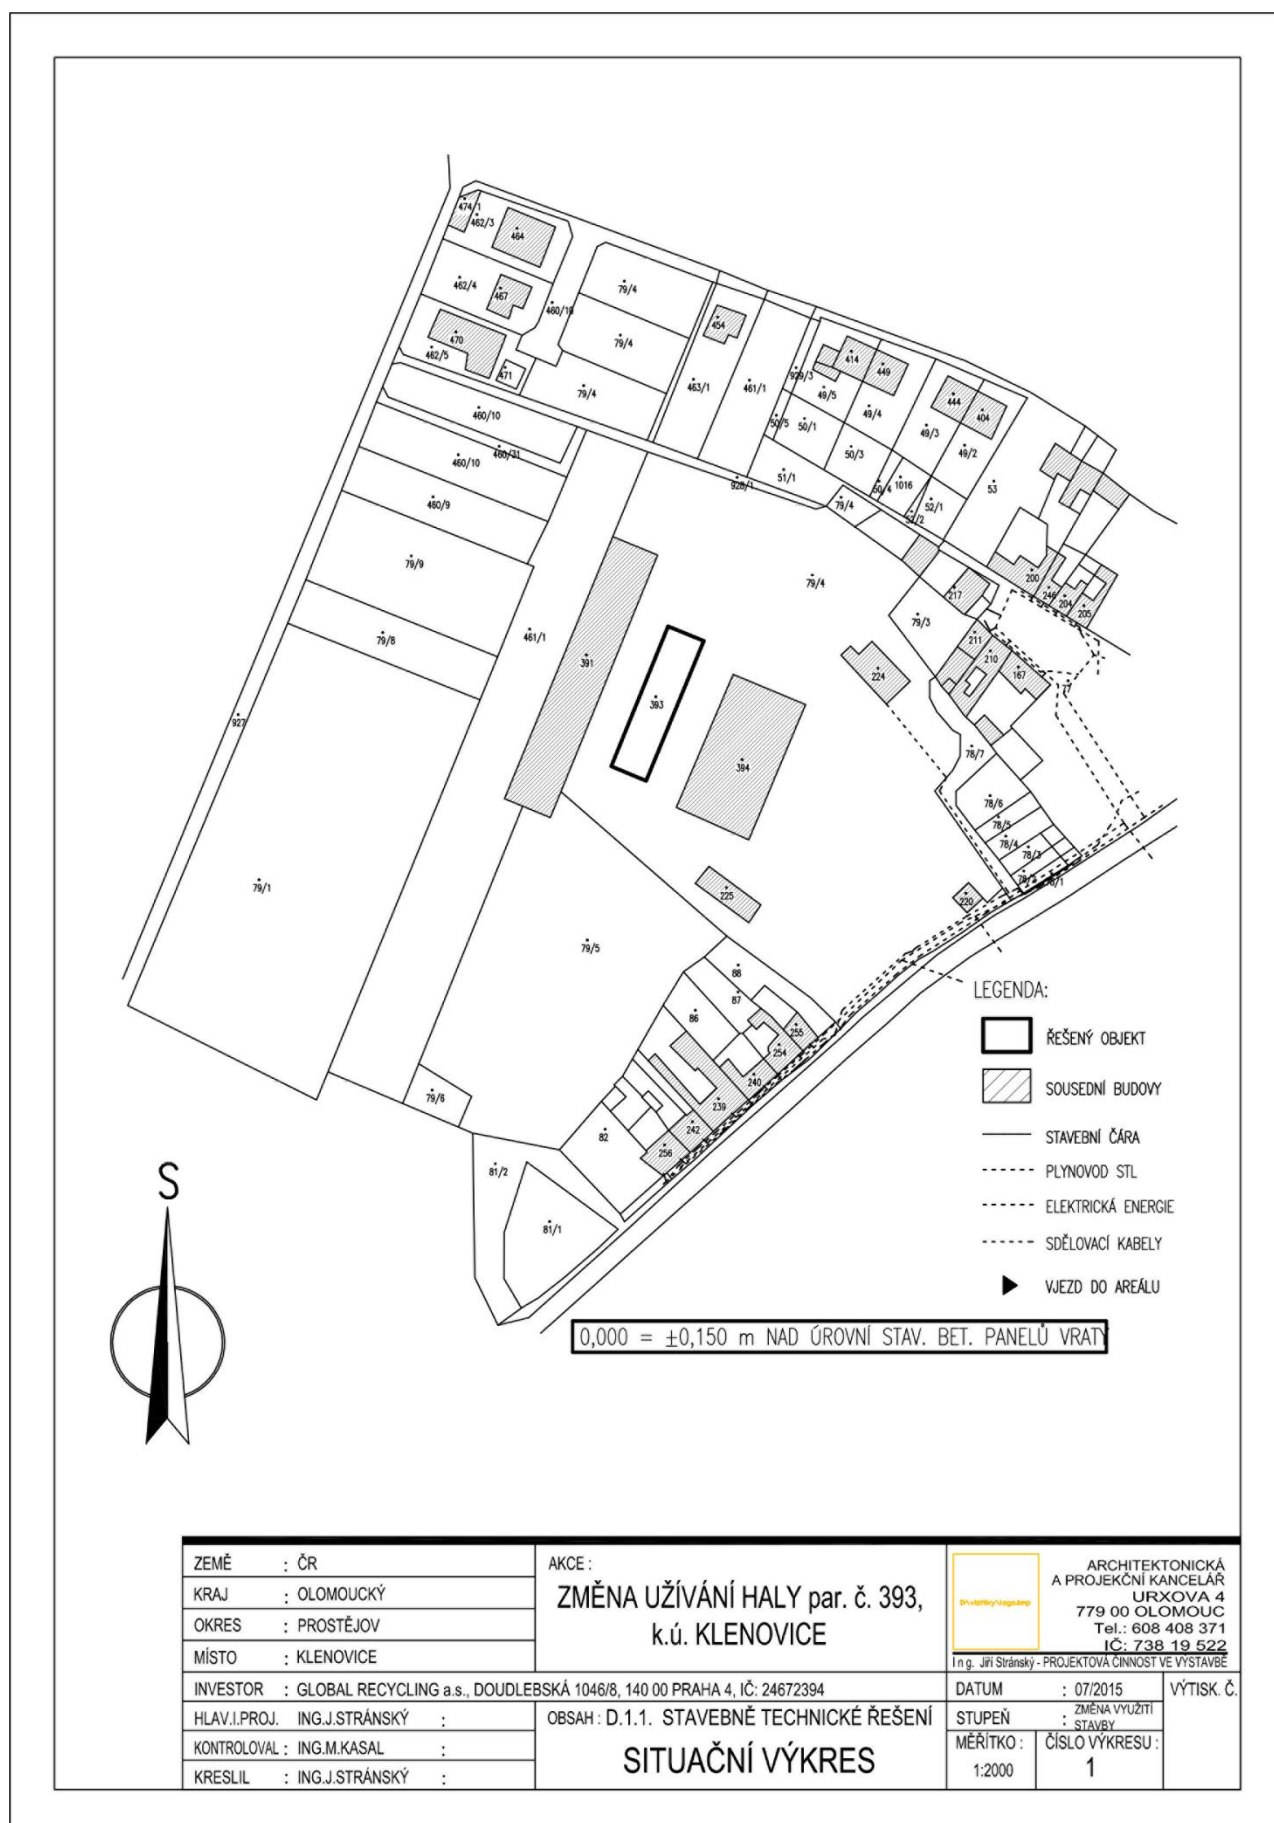 474/1
462/3
464
462/4
467
460/10
79/4
470
462/5
471
79/4
79/4
454
463/1
461/1
929/3
414
449
49/5
49/4
444
404
49/3
49/2
50/5
50/1
50/3
50/4
1016
52/1
52/2
53
51/1
928/1
79/4
460/10
460/31
460/10
460/9
79/9
79/8
461/1
391
393
394
79/4
200
246
204
205
217
79/3
211
210
167
224
77
927
78/7
78/6
78/5
78/4
78/3
220
225
79/1
79/5
88
87
86
255
254
240
239
242
256
82
79/6
81/2
81/1
LEGENDA:
ŘEŠENÝ OBJEKT
SOUSEDNÍ BUDOVY
STAVEBNÍ ČÁRA
PLYNOVOD STL
ELEKTRICKÁ ENERGIE
SDĚLOVACÍ KABELY
VJEZD DO AREÁLU
S
0,000 = ±0,150 m NAD ÚROVNÍ STAV. BET. PANELŮ VRATY
ZEMĚ : ČR
KRAJ : OLOMOUCKÝ
OKRES : PROSTĚJOV
MÍSTO : KLENOVICE
AKCE :
ZMĚNA UŽÍVÁNÍ HALY par. č. 393,
k.ú. KLENOVICE
ARCHITEKTONICKÁ
A PROJEKČNÍ KANCELÁŘ
URXOVA 4
779 00 OLOMOUC
Tel.: 608 408 371
IČ: 738 19 522
Ing. Jiří Stránský - PROJEKTOVÁ ČINNOST VE VÝSTAVBĚ
INVESTOR : GLOBAL RECYCLING a.s., DOUDLEBSKÁ 1046/8, 140 00 PRAHA 4, IČ: 24672394
HLAV.I.PROJ. ING.J.STRÁNSKÝ :
KONTROLOVAL : ING.M.KASAL :
KRESLIL : ING.J.STRÁNSKÝ :
OBSAH : D.1.1. STAVEBNĚ TECHNICKÉ ŘEŠENÍ
SITUAČNÍ VÝKRES
DATUM : 07/2015
VÝTISK. Č.
STUPEŇ : ZMĚNA VYUŽITÍ
STAVBY
MĚŘÍTKO :
1:2000
ČÍSLO VÝKRESU :
1